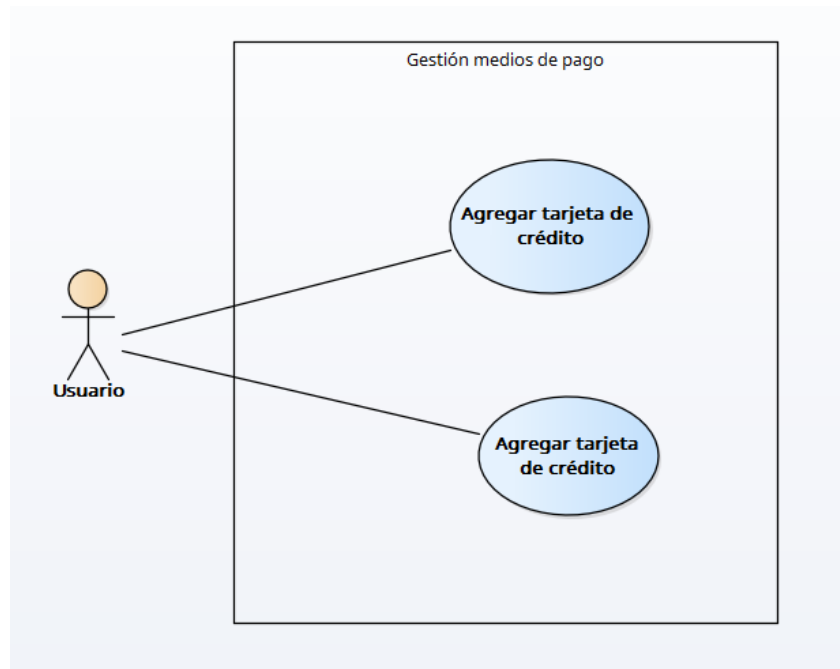 Gestión medios de pago
Agregar tarjeta de
crédito
Usuario
Agregar tarjeta
de crédito